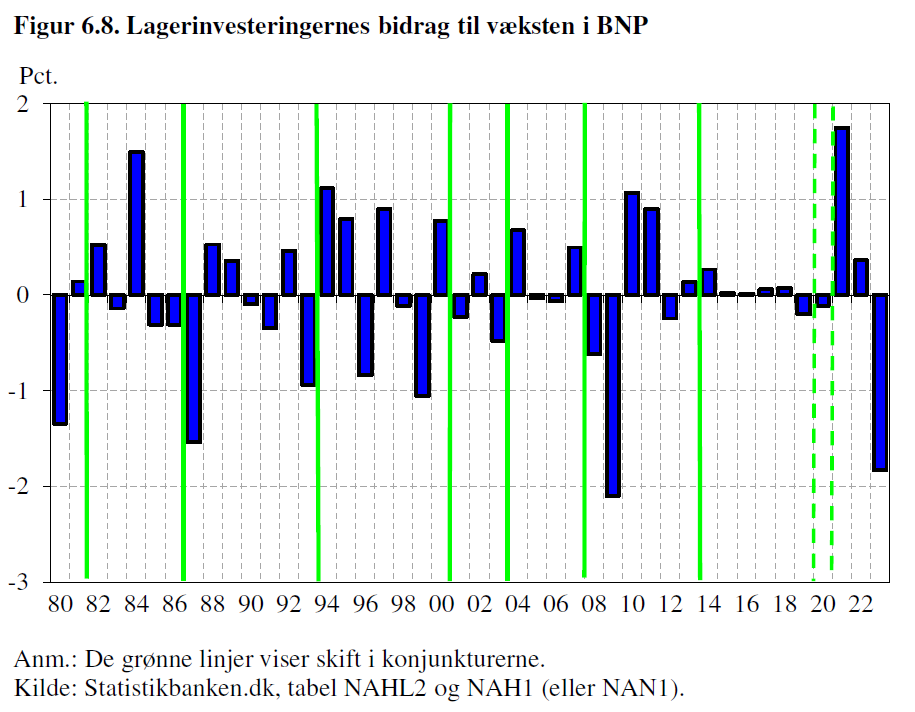 Figur 6.8. Lagerinvesteringernes bidrag til væksten i BNP
Pct.
2
1
0
-1
-2
-3
80 82 84 86 88 90 92 94 96 98 00 02 04 06 08 10 12 14 16 18 20 22
Anm.: De grønne linjer viser skift i konjunkturerne.
Kilde: Statistikbanken.dk, tabel NAHL2 og NAH1 (eller NAN1).